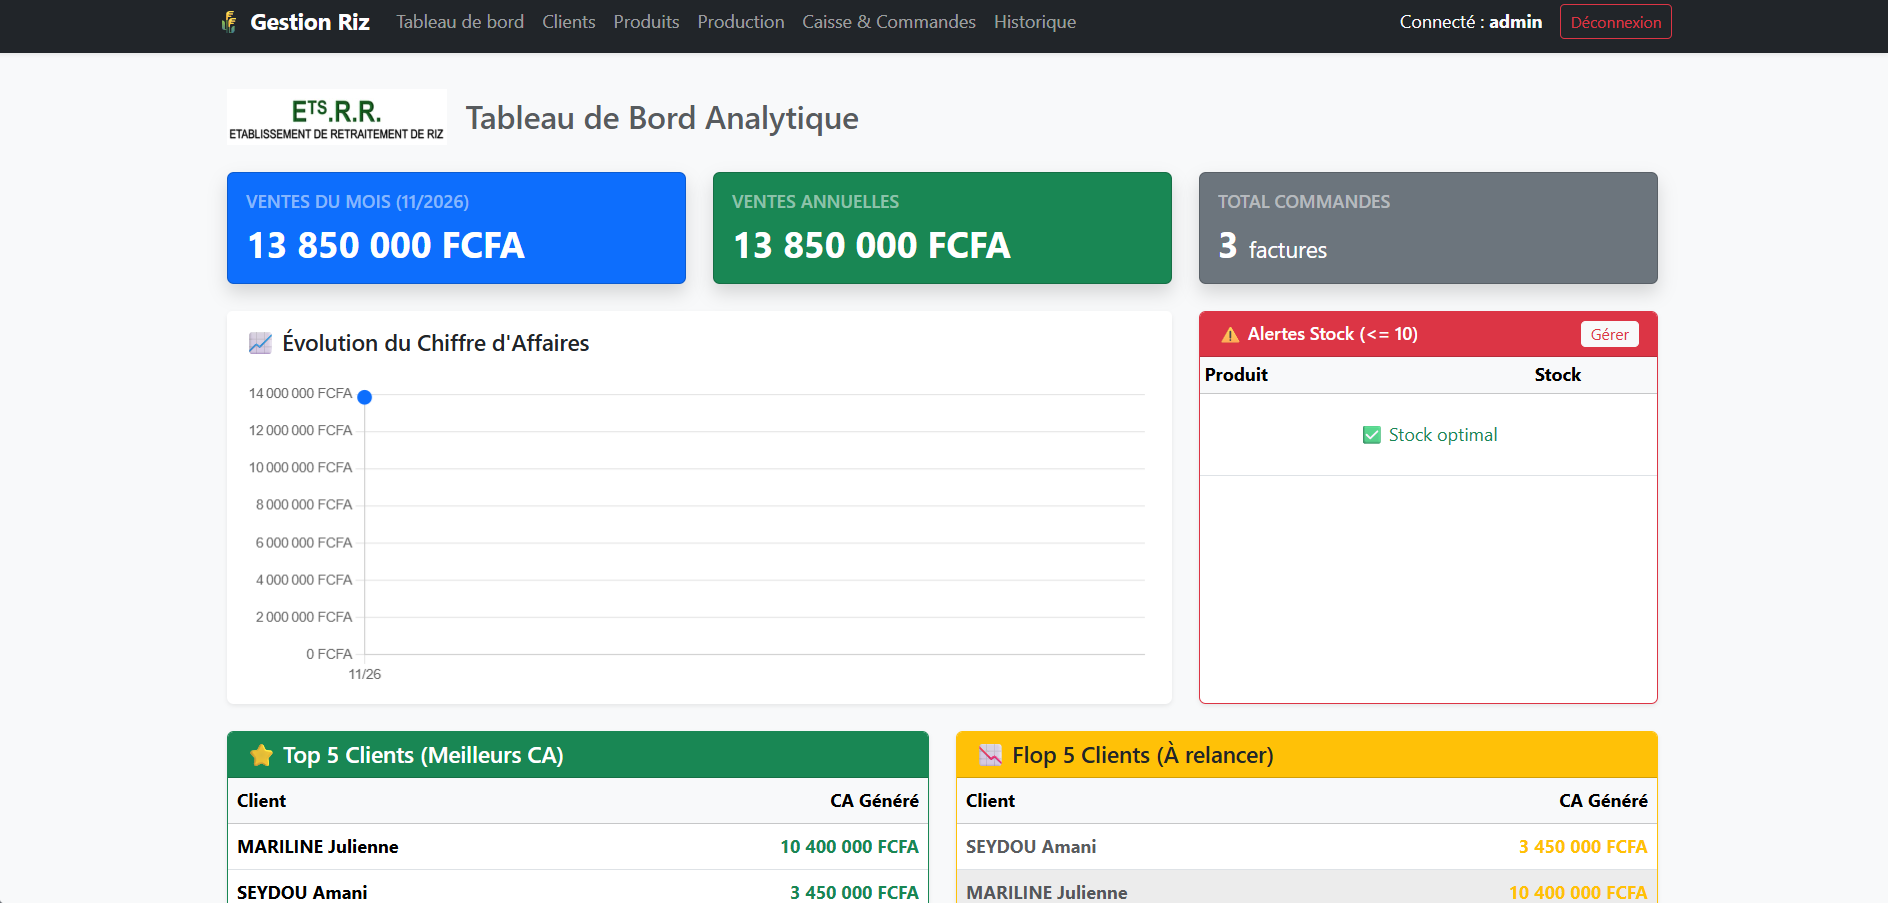 Gestion Riz Tableau de bord Clients Produits Production Caisse & Commandes Historique Connecté : admin Déconnexion
ETS.R.R.
ETABLISSEMENT DE RETRAITEMENT DE RIZ
Tableau de Bord Analytique
VENTES DU MOIS (11/2026)
13 850 000 FCFA
VENTES ANNUELLES
13 850 000 FCFA
TOTAL COMMANDES
3 factures
Évolution du Chiffre d'Affaires
14 000 000 FCFA
12 000 000 FCFA
10 000 000 FCFA
8 000 000 FCFA
6 000 000 FCFA
4 000 000 FCFA
2 000 000 FCFA
0 FCFA
11/26
Alertes Stock (<= 10) Gérer
Produit Stock
Stock optimal
Top 5 Clients (Meilleurs CA)
Client CA Généré
MARILINE Julienne 10 400 000 FCFA
SEYDOU Amani 3 450 000 FCFA
Flop 5 Clients (À relancer)
Client CA Généré
SEYDOU Amani 3 450 000 FCFA
MARILINE Julienne 10 400 000 FCFA